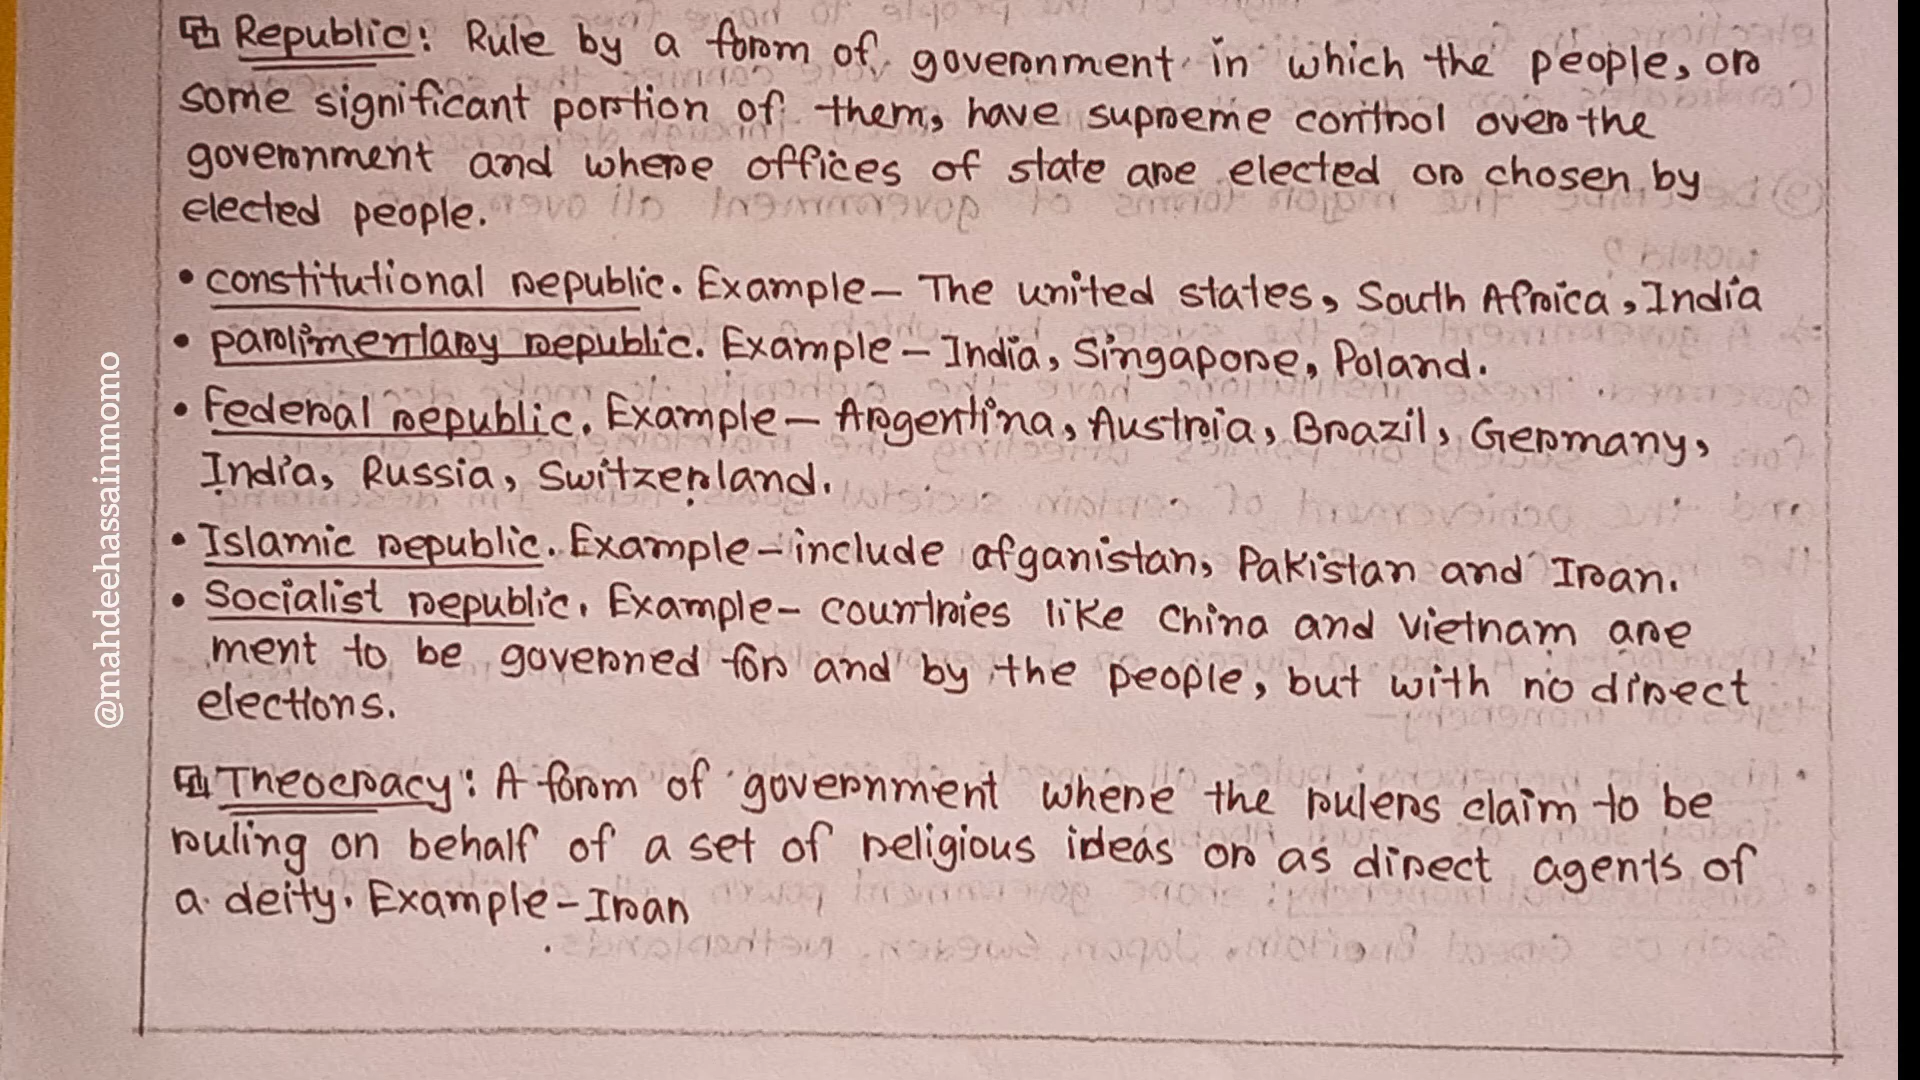 Republic: Rule by a form of government in which the people, or
some significant portion of them, have supreme control over the
government and where offices of state are elected or chosen by
elected people.
• constitutional republic. Example- The united states, South Africa, India
• parlimentary republic. Example - India, Singapore, Poland.
• Federal republic. Example - Argentina, Austria, Brazil, Germany,
India, Russia, Switzerland.
• Islamic republic. Example - include afganistan, Pakistan and Iran.
• Socialist republic. Example - countries like China and vietnam are
ment to be governed for and by the people, but with no direct
elections.
Theocracy: A form of government where the rulers claim to be
ruling on behalf of a set of religious ideas or as direct agents of
a deity. Example - Iran
@mahdeehassainmomo